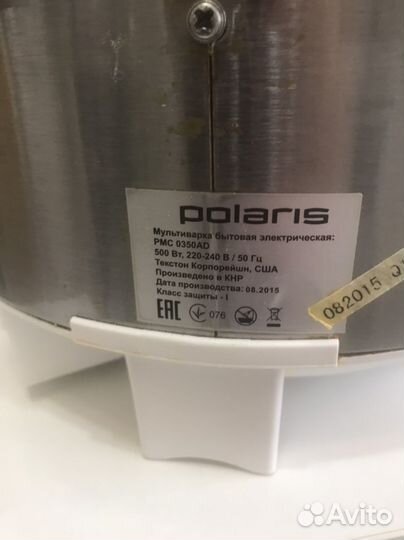 polaris
Мультиварка бытовая электрическая:
PMC 0350AD
500 Вт, 220-240 В / 50 Гц
Текстон Корпорейшн, США
Произведено в КНР
Дата производства: 08.2015
Класс защиты - I
EAC 076
082015
Avito